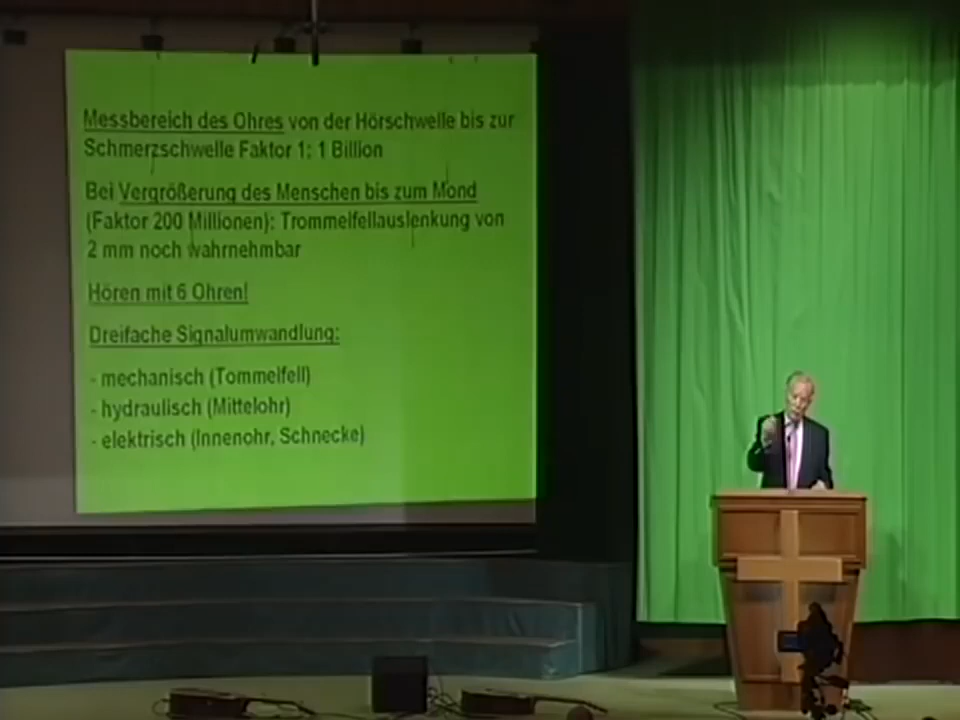 Messbereich des Ohres von der Hörschwelle bis zur
Schmerzschwelle Faktor 1: 1 Billion
Bei Vergrößerung des Menschen bis zum Mond
(Faktor 200 Millionen): Trommelfellauslenkung von
2 mm noch wahrnehmbar
Hören mit 6 Ohren!
Dreifache Signalumwandlung:
- mechanisch (Tommelfell)
- hydraulisch (Mittelohr)
- elektrisch (Innenohr, Schnecke)